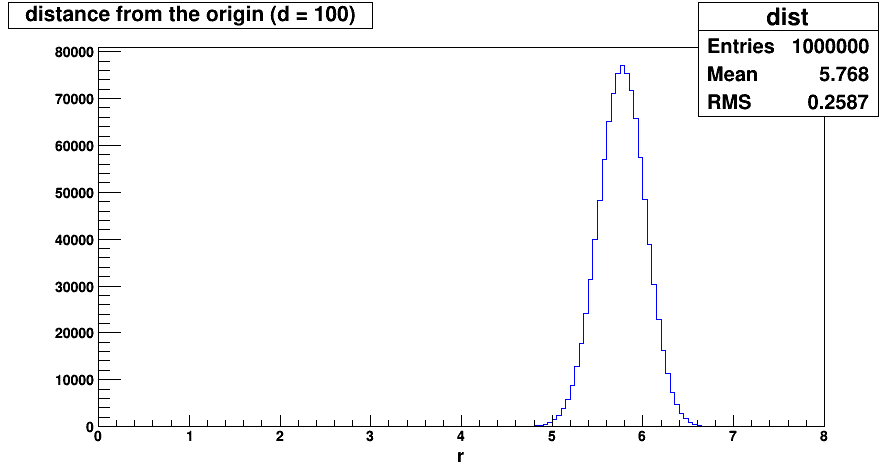 distance from the origin (d = 100)
dist
Entries 1000000
Mean 5.768
RMS 0.2587
80000
70000
60000
50000
40000
30000
20000
10000
0
0 1 2 3 4 5 6 7 8
r